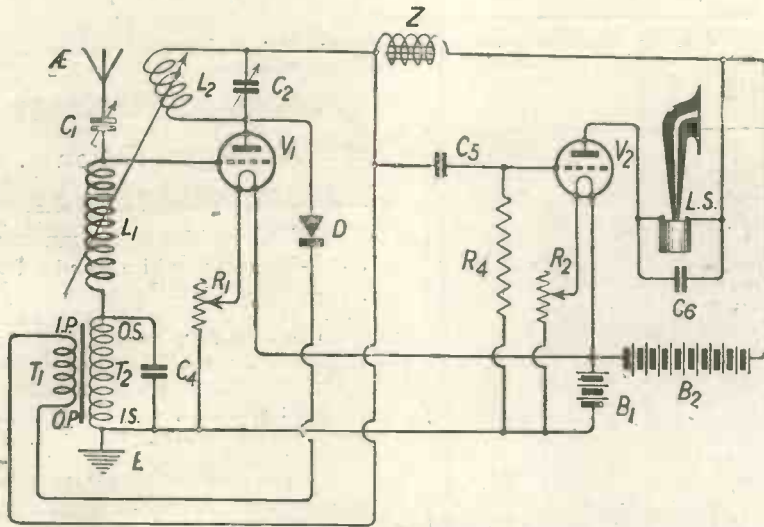 Z
Æ
L2
C2
C1
V1
C5
V2
L.S.
L1
D
R1
R4
R2
C6
I.P.
O.S.
T1
T2
C4
B2
O.P.
I.S.
B1
E